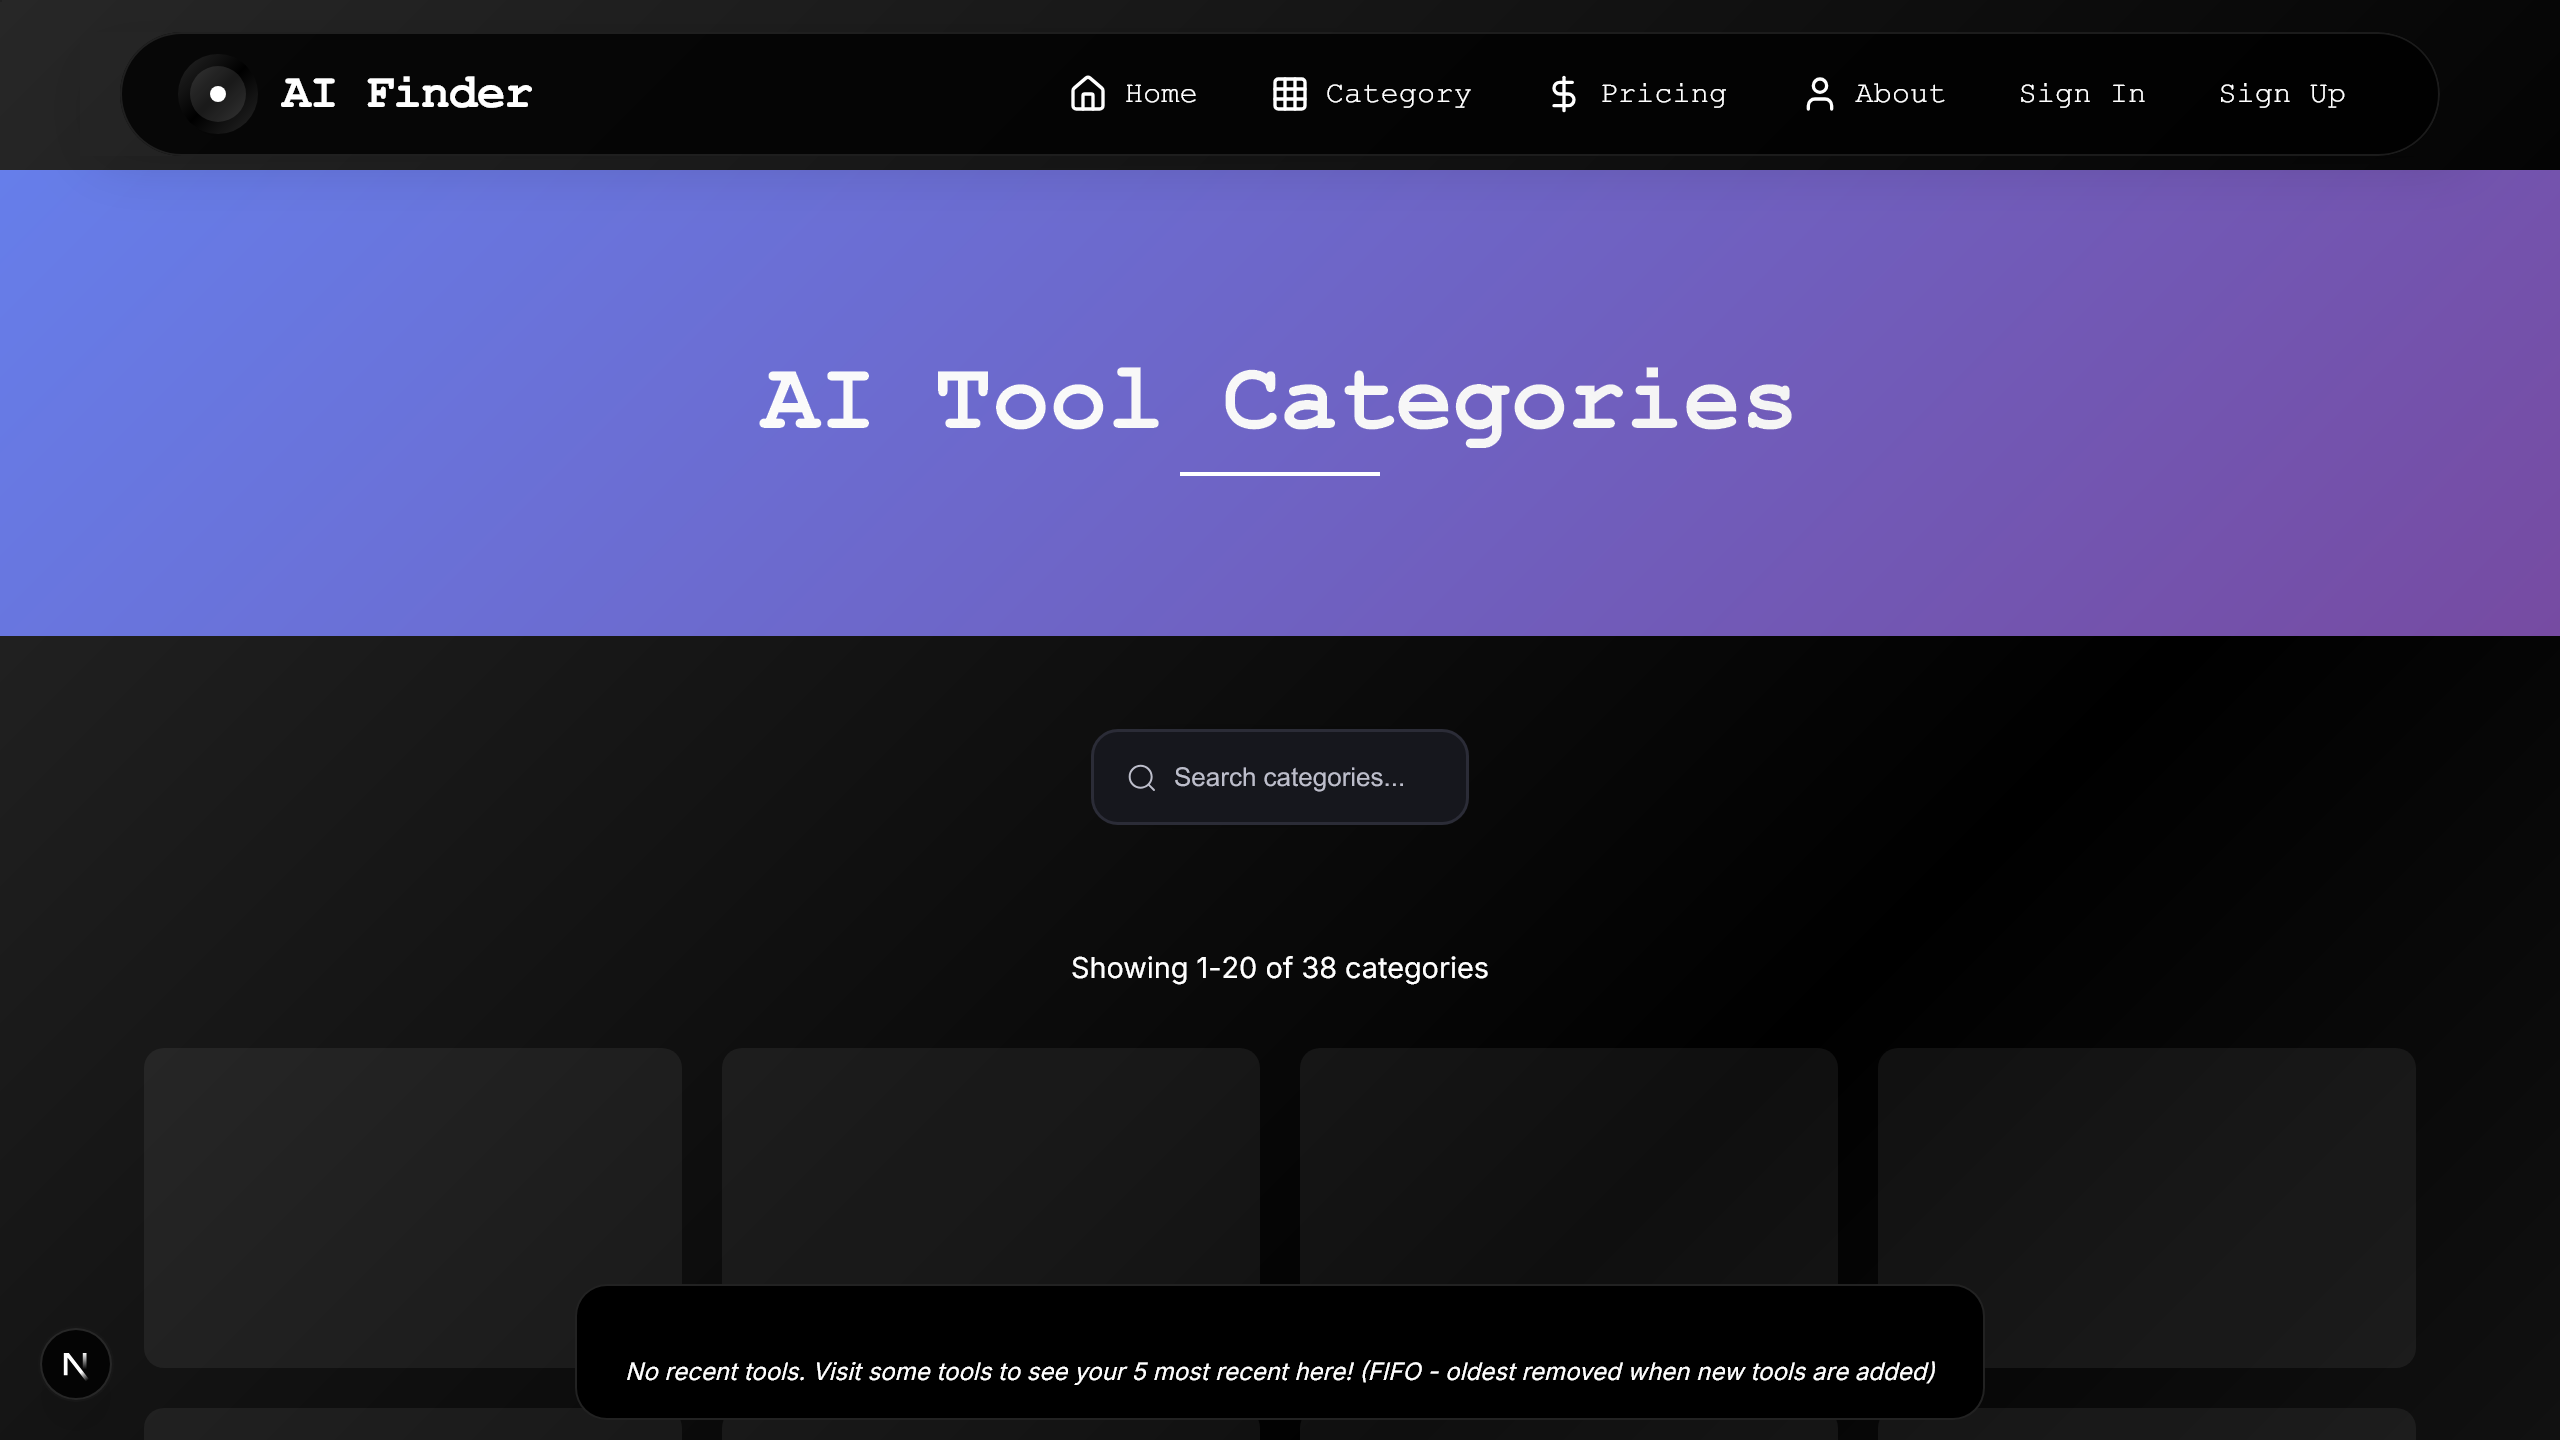 AI Finder
Home
Category
Pricing
About
Sign In
Sign Up
AI Tool Categories
Search categories...
Showing 1-20 of 38 categories
No recent tools. Visit some tools to see your 5 most recent here! (FIFO - oldest removed when new tools are added)
N